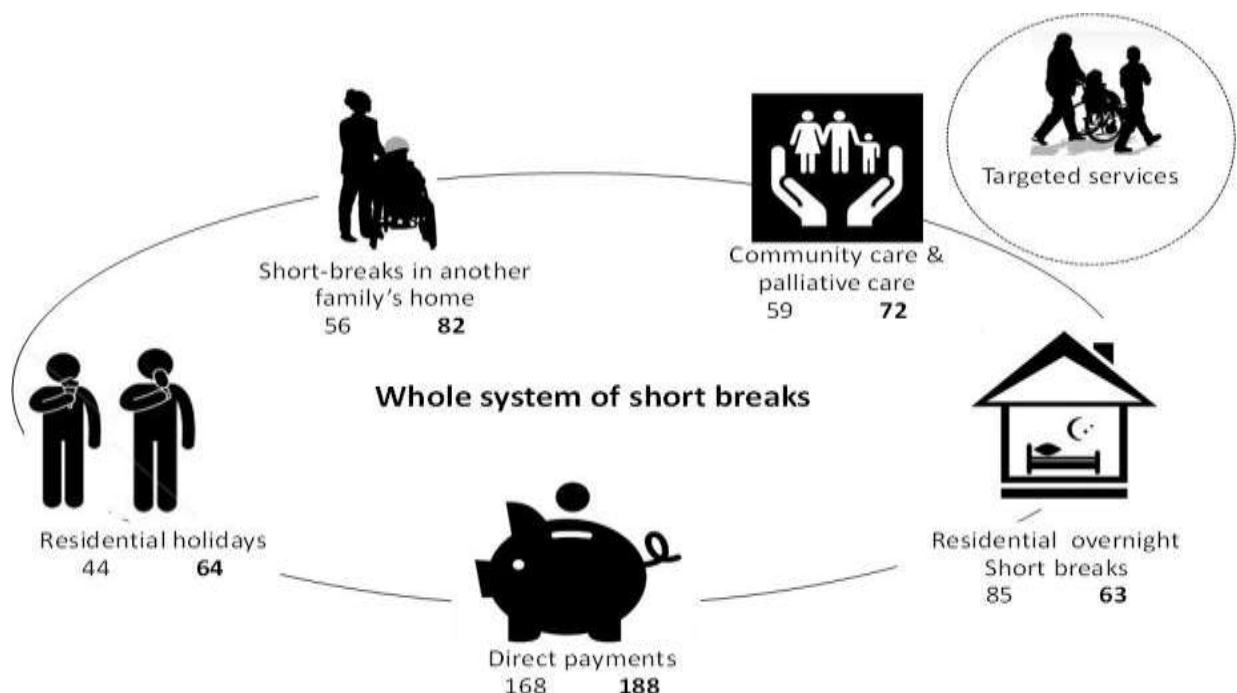 Targeted services
Short-breaks in another
family's home
56 82
Community care &
palliative care
59 72
Whole system of short breaks
Residential holidays
44 64
Residential overnight
Short breaks
85 63
Direct payments
168 188